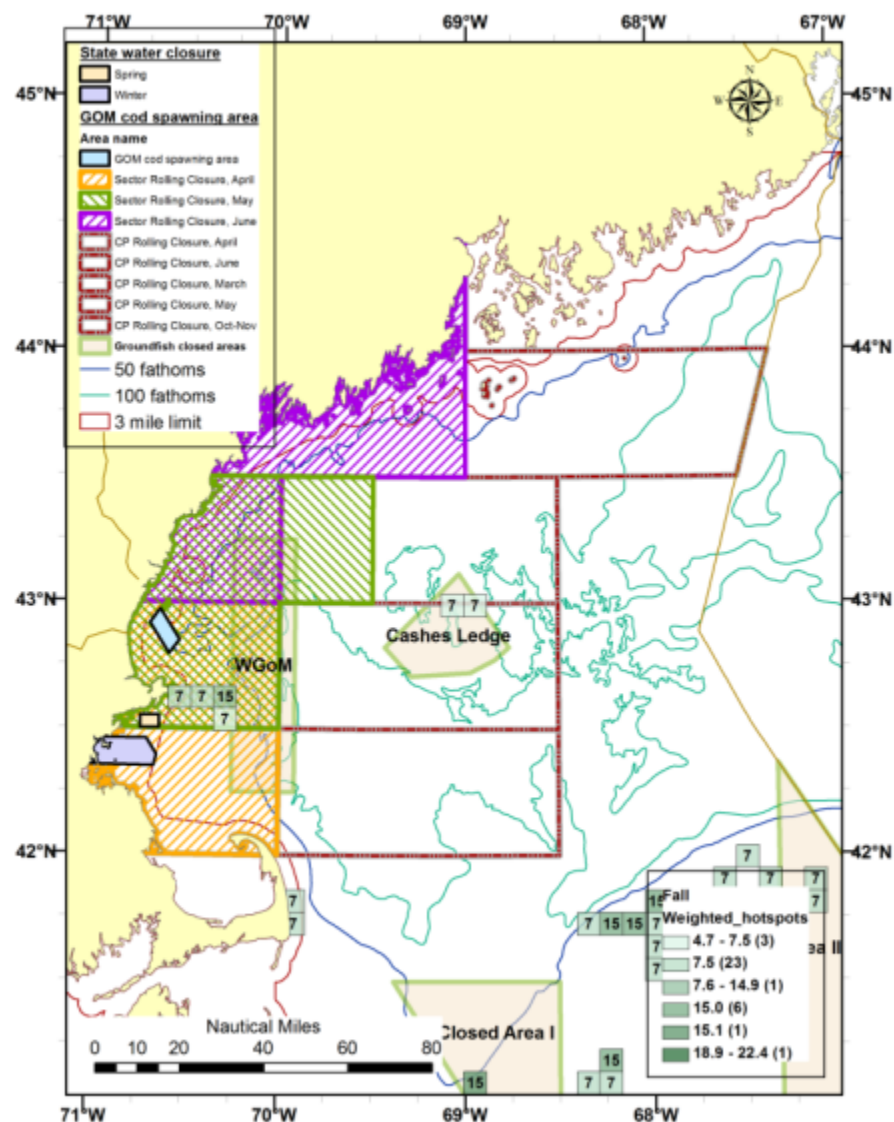 71°W
70°W
69°W
68°W
67°W
State water closure
Spring
Winter
GOM cod spawning area
Area name
GOM cod spawning area
Sector Rolling Closure, April
Sector Rolling Closure, May
Sector Rolling Closure, June
CP Rolling Closure, April
CP Rolling Closure, June
CP Rolling Closure, March
CP Rolling Closure, May
CP Rolling Closure, Oct-Nov
Groundfish closed areas
50 fathoms
100 fathoms
3 mile limit
N
W E
S
45°N
45°N
44°N
44°N
43°N
43°N
7 7
Cashes Ledge
WGoM
7 7 15
7
42°N
42°N
7
7 7 7
7 15 7
7 7 15 15 7
7
7
Fall
Weighted_hotspots
4.7 - 7.5 (3)
7.5 (23)
7.6 - 14.9 (1)
15.0 (6)
15.1 (1)
18.9 - 22.4 (1)
ea II
Nautical Miles
0 10 20 40 60 80
Closed Area I
15
15 7 7
71°W
70°W
69°W
68°W